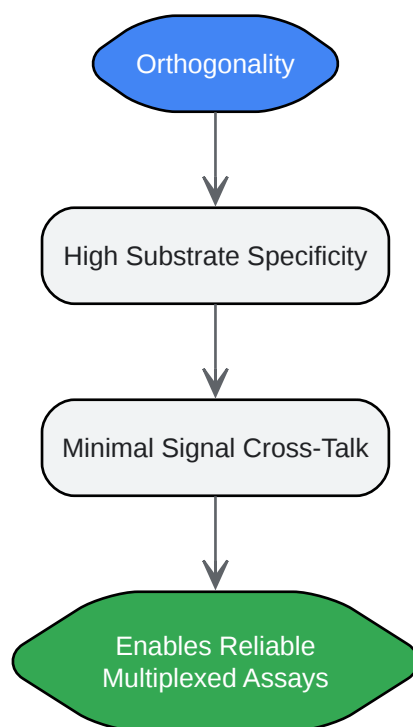 Orthogonality
High Substrate Specificity
Minimal Signal Cross-Talk
Enables Reliable
Multiplexed Assays